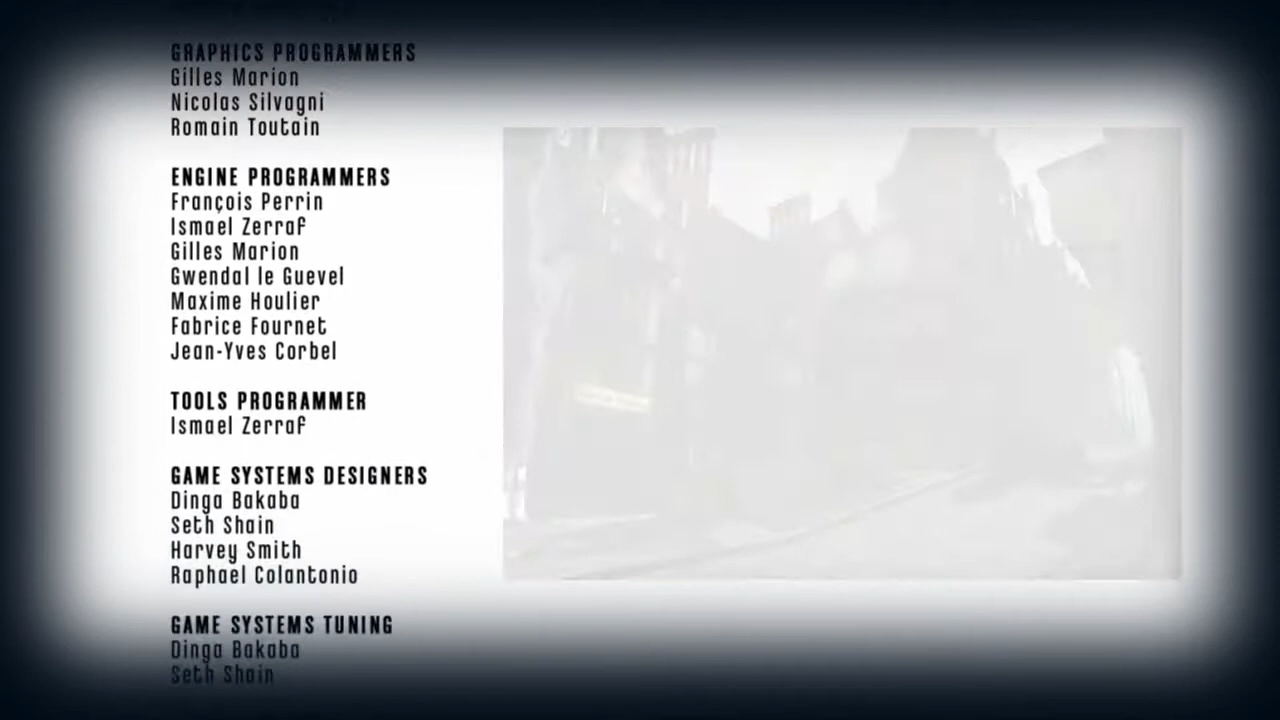 GRAPHICS PROGRAMMERS
Gilles Marion
Nicolas Silvagni
Romain Toutain
ENGINE PROGRAMMERS
François Perrin
Ismael Zerraf
Gilles Marion
Gwendal le Guevel
Maxime Houlier
Fabrice Fournet
Jean-Yves Corbel
TOOLS PROGRAMMER
Ismael Zerraf
GAME SYSTEMS DESIGNERS
Dinga Bakaba
Seth Shain
Harvey Smith
Raphael Colantonio
GAME SYSTEMS TUNING
Dinga Bakaba
Seth Shain